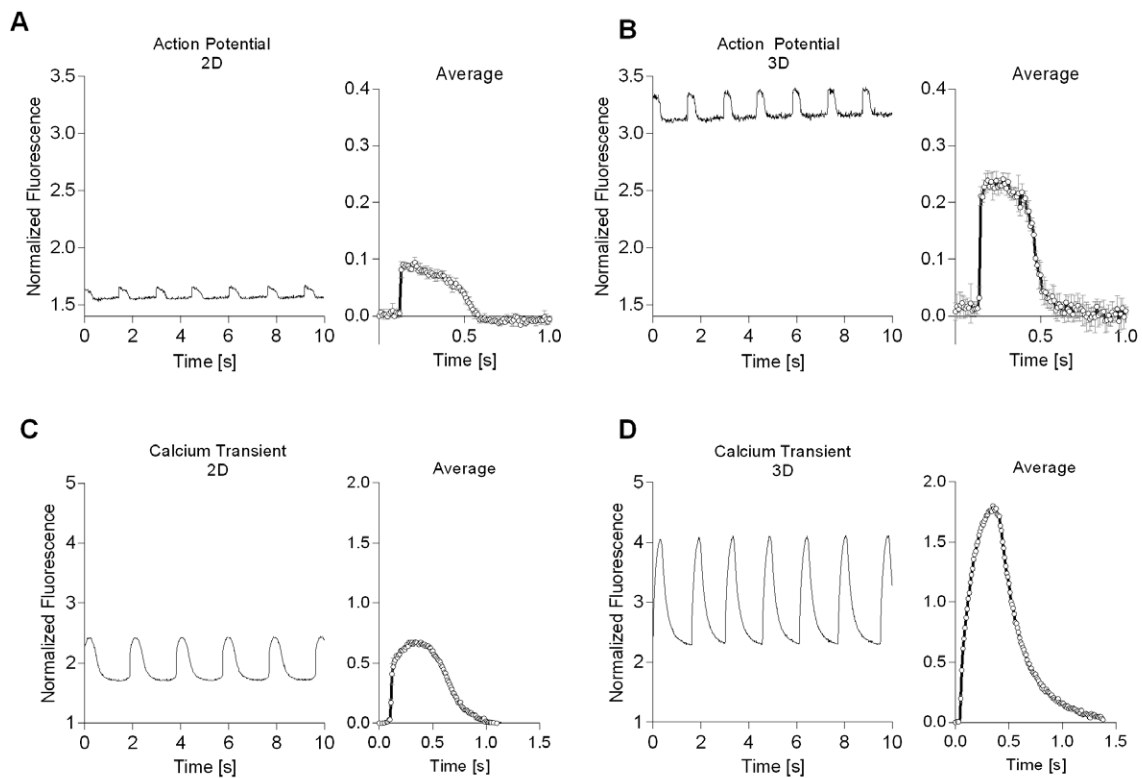 A
Action Potential
2D
Average
Normalized Fluorescence
3.5
3.0
2.5
2.0
1.5
0 2 4 6 8 10
Time [s]
0.4
0.3
0.2
0.1
0.0
0.5 1.0
Time [s]
B
Action Potential
3D
Average
Normalized Fluorescence
3.5
3.0
2.5
2.0
1.5
0 2 4 6 8 10
Time [s]
0.4
0.3
0.2
0.1
0.0
0.5 1.0
Time [s]
C
Calcium Transient
2D
Average
Normalized Fluorescence
5
4
3
2
1
0 2 4 6 8 10
Time [s]
2.0
1.5
1.0
0.5
0.0
0.0 0.5 1.0 1.5
Time [s]
D
Calcium Transient
3D
Average
Normalized Fluorescence
5
4
3
2
1
0 2 4 6 8 10
Time [s]
2.0
1.5
1.0
0.5
0.0
0.0 0.5 1.0 1.5
Time [s]